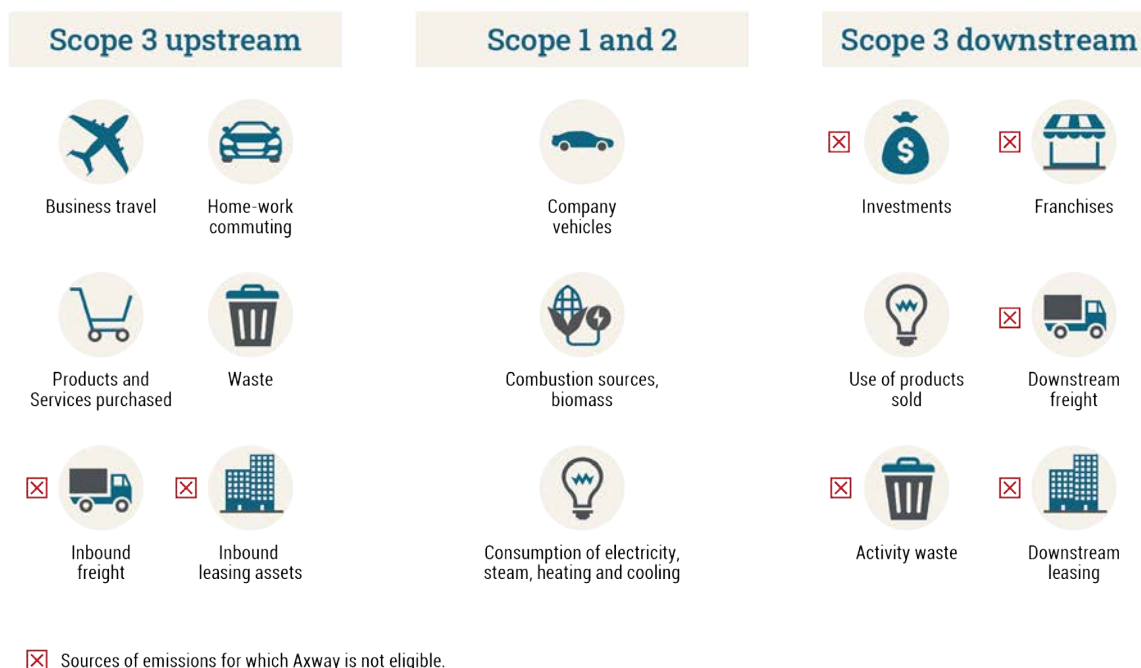 Scope 3 upstream
Business travel
Home-work
commuting
Products and
Services purchased
Waste
Inbound
freight
Inbound
leasing assets
Scope 1 and 2
Company
vehicles
Combustion sources,
biomass
Consumption of electricity,
steam, heating and cooling
Scope 3 downstream
$
Investments
Franchises
Use of products
sold
Downstream
freight
Activity waste
Downstream
leasing
Sources of emissions for which Axway is not eligible.